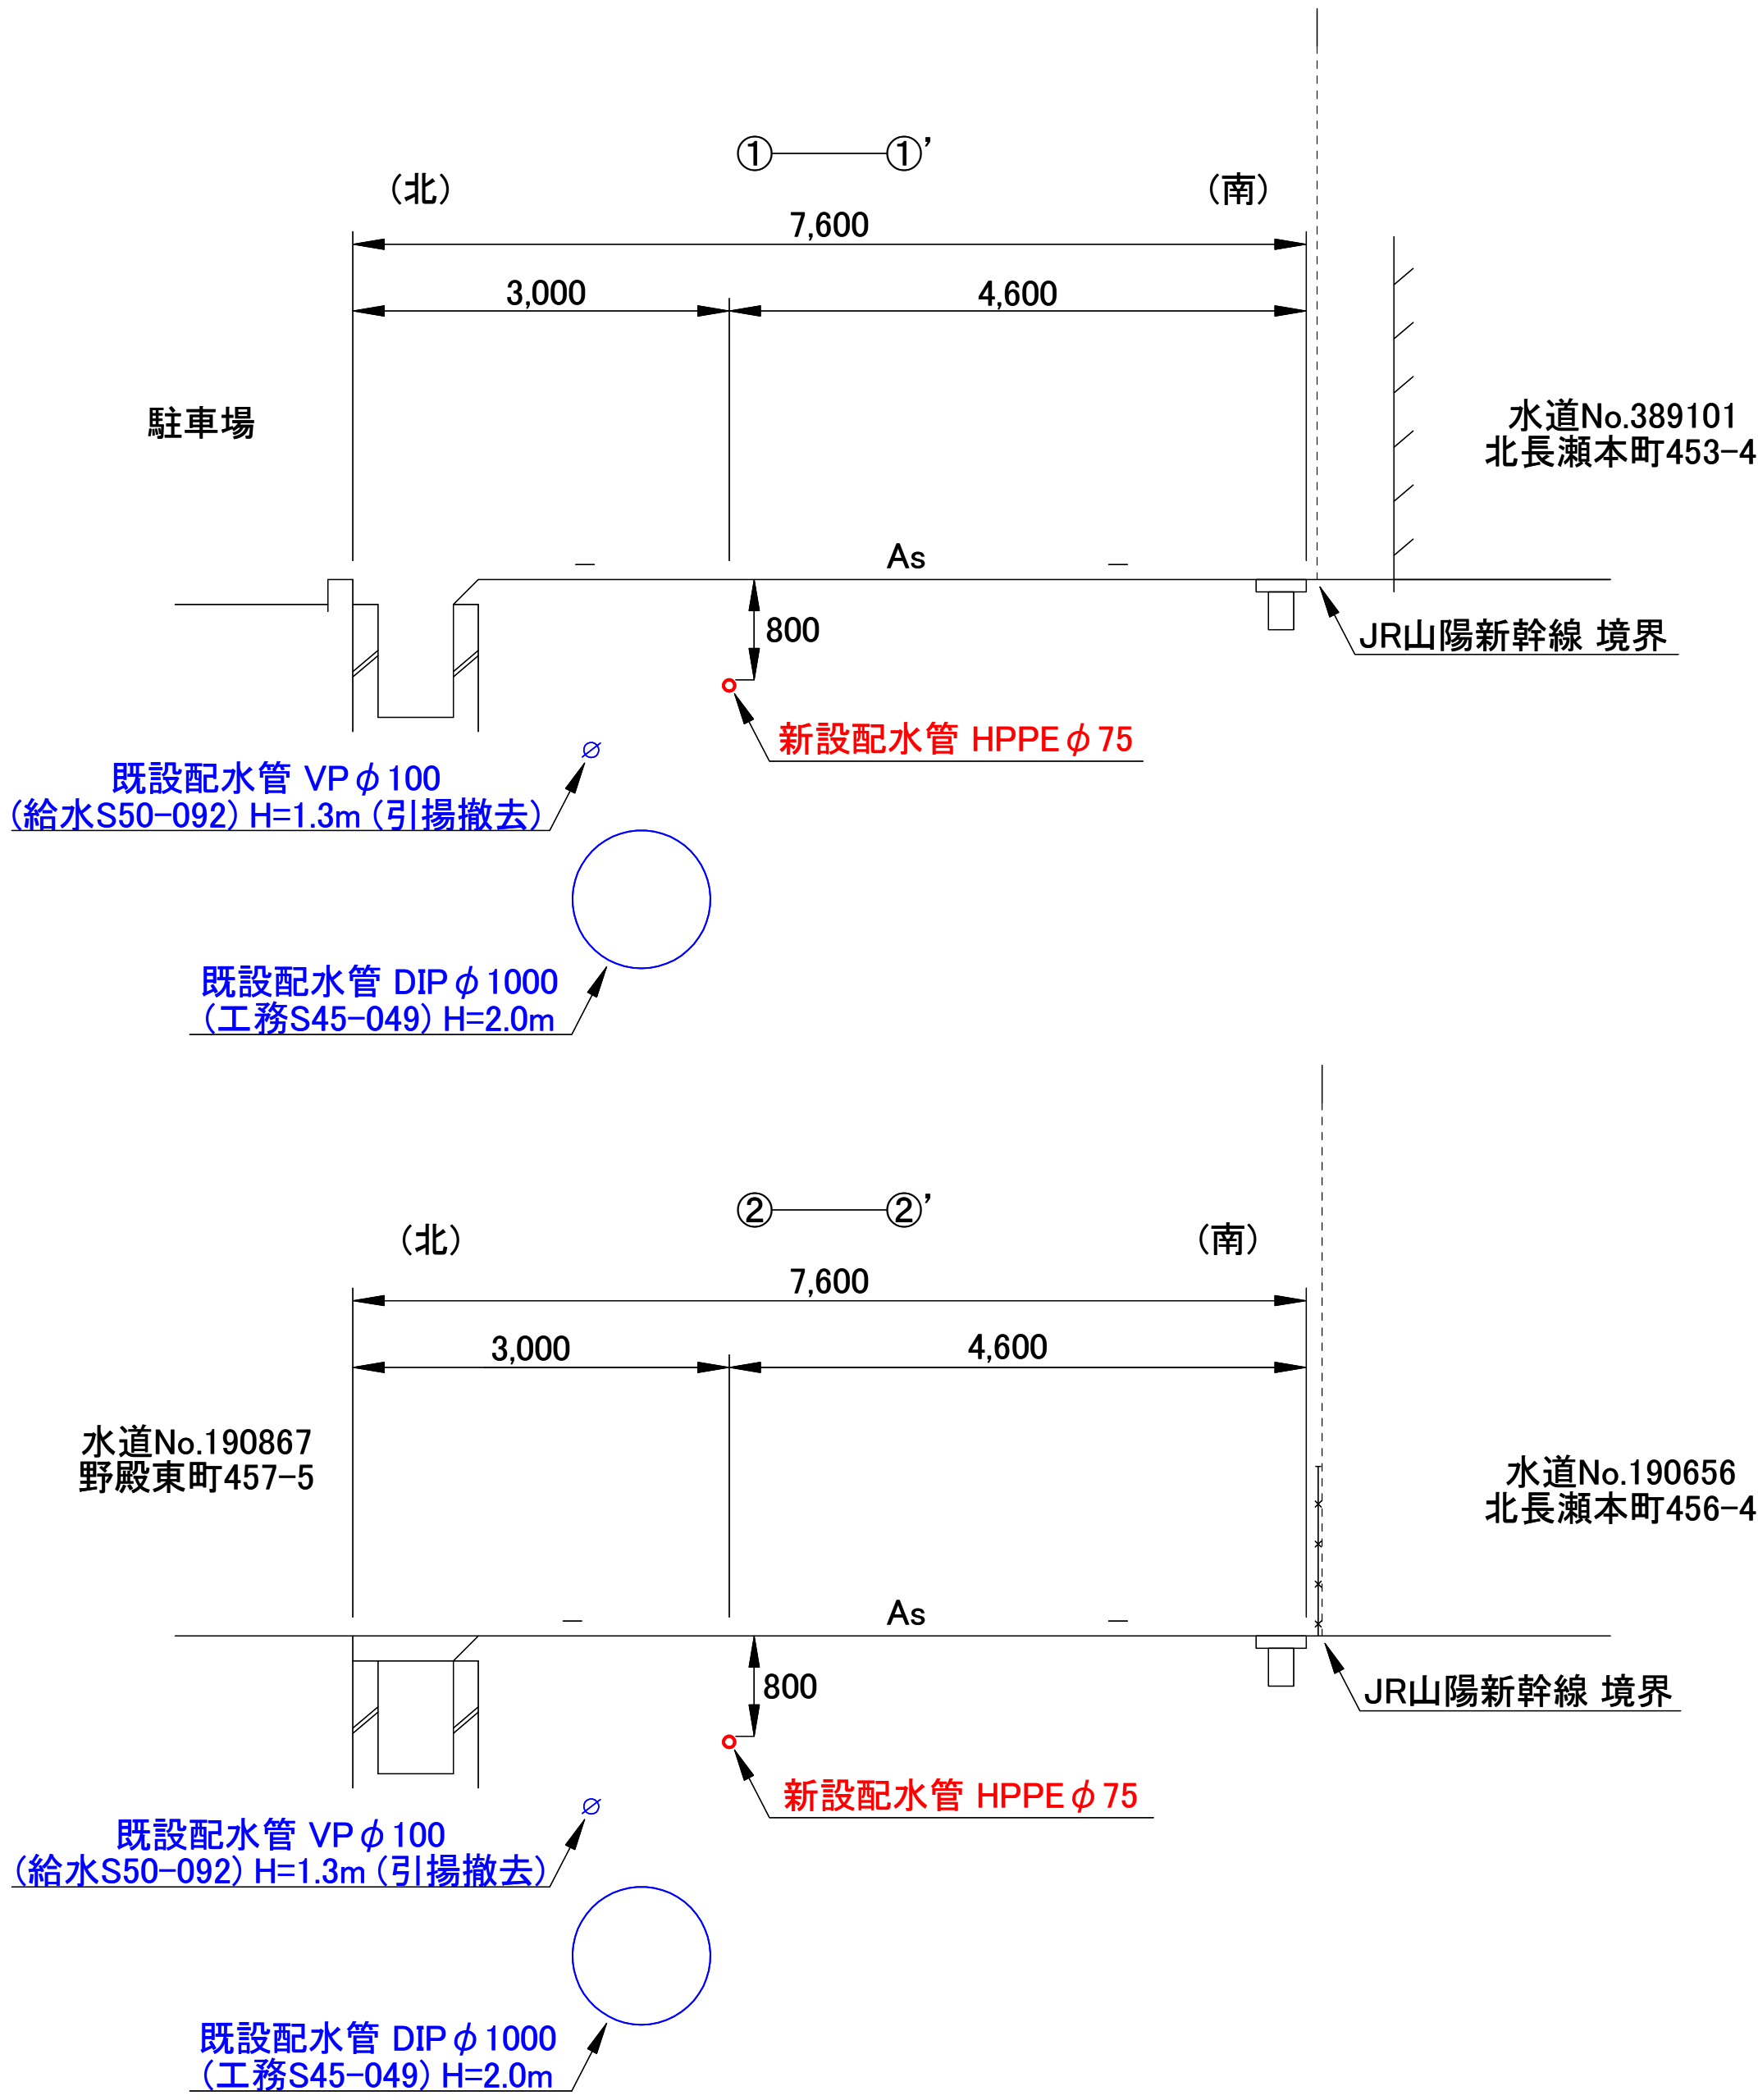 ①———①’
(北)
(南)
7,600
3,000
4,600
駐車場
水道No.389101
北長瀬本町453-4
As
800
JR山陽新幹線 境界
新設配水管 HPPEφ75
既設配水管 VPφ100
(給水S50-092) H=1.3m (引揚撤去)
既設配水管 DIPφ1000
(工務S45-049) H=2.0m
②———②’
(北)
(南)
7,600
3,000
4,600
水道No.190867
野殿東町457-5
水道No.190656
北長瀬本町456-4
As
800
JR山陽新幹線 境界
新設配水管 HPPEφ75
既設配水管 VPφ100
(給水S50-092) H=1.3m (引揚撤去)
既設配水管 DIPφ1000
(工務S45-049) H=2.0m